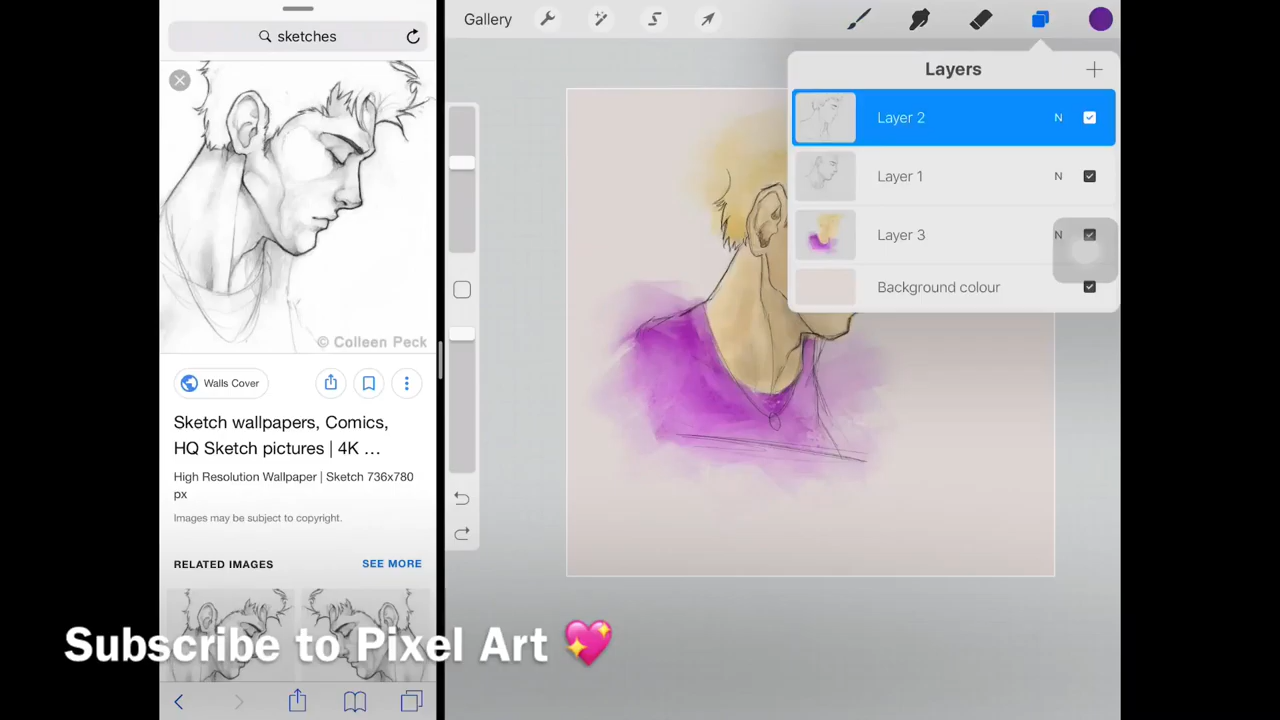 sketches
© Colleen Peck
Walls Cover
Sketch wallpapers, Comics,
HQ Sketch pictures | 4K ...
High Resolution Wallpaper | Sketch 736x780
px
Images may be subject to copyright.
RELATED IMAGES
SEE MORE
Gallery
Layers
Layer 2
N
Layer 1
N
Layer 3
N
Background colour
Subscribe to Pixel Art 💖